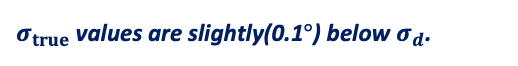 σtrue values are slightly(0.1°) below σd.